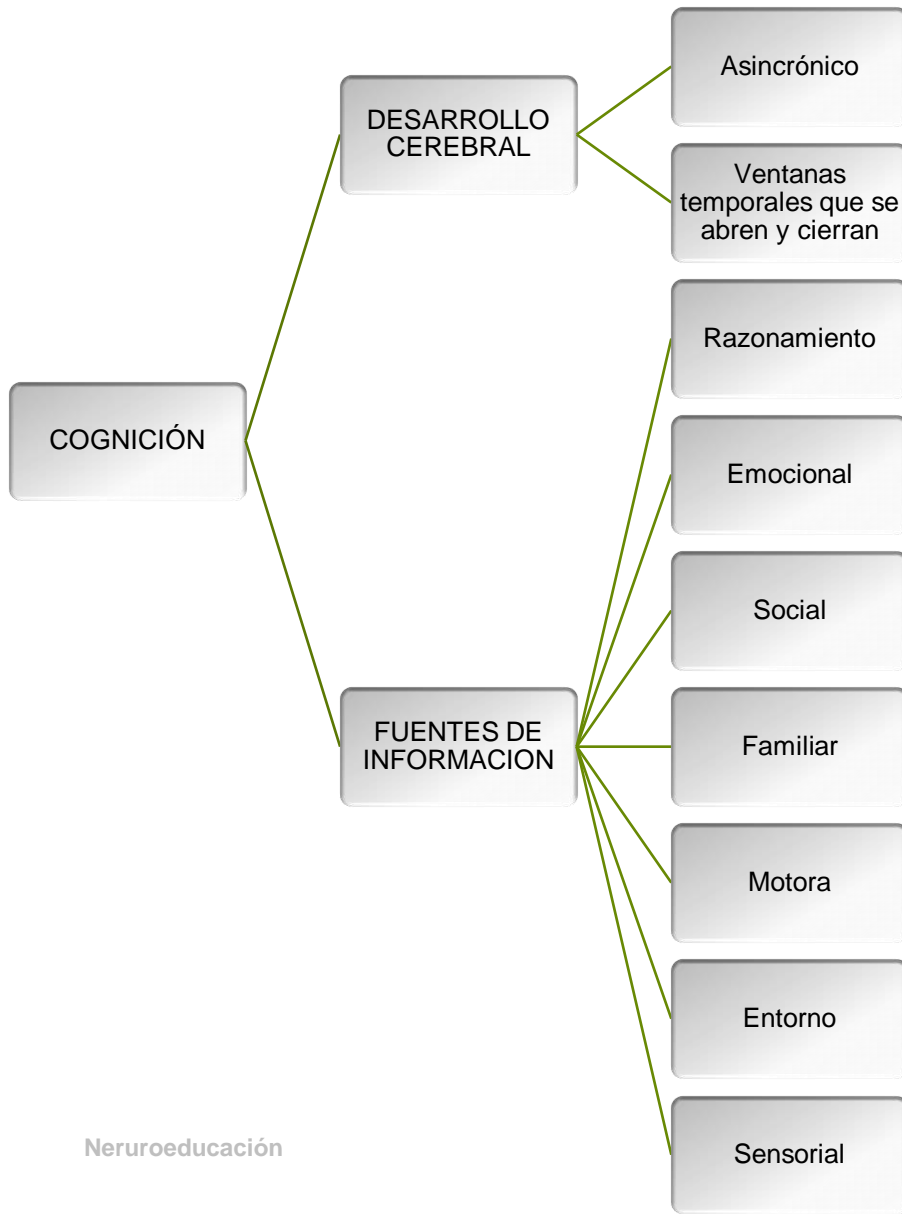 Asincrónico
DESARROLLO
CEREBRAL
Ventanas
temporales que se
abren y cierran
Razonamiento
COGNICIÓN
Emocional
Social
FUENTES DE
INFORMACION
Familiar
Motora
Entorno
Sensorial
Neruroeducación